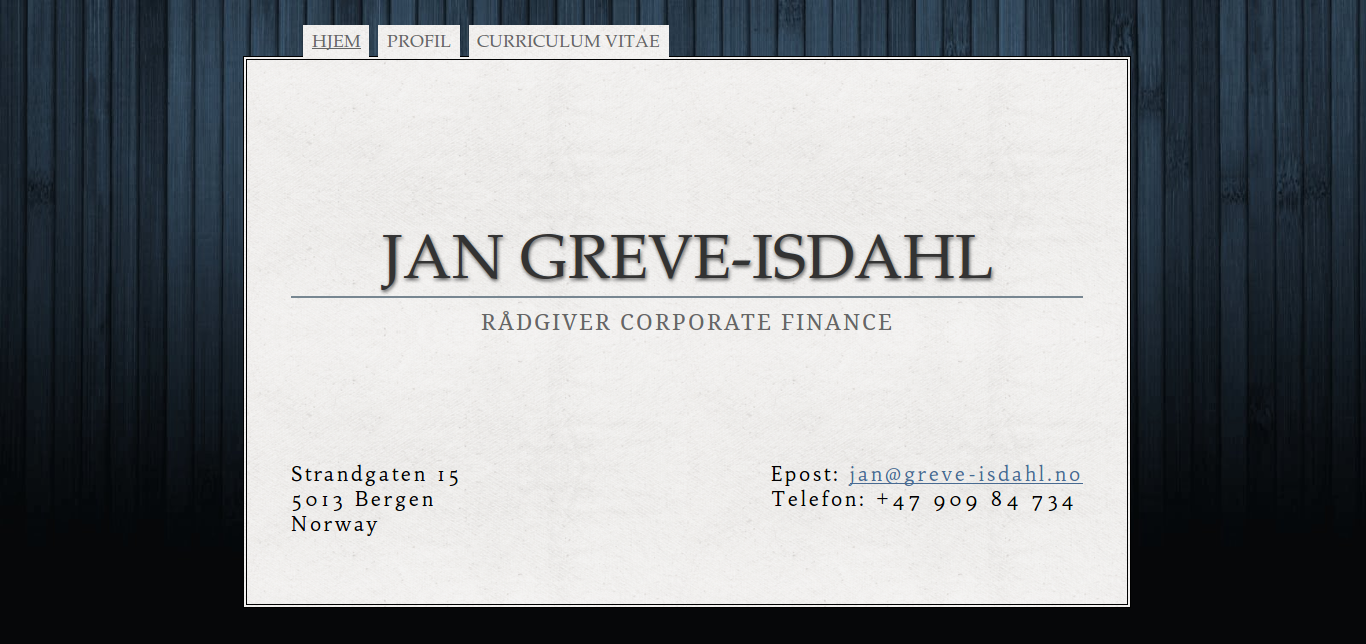 HJEM PROFIL CURRICULUM VITAE
JAN GREVE-ISDAHL
RÅDGIVER CORPORATE FINANCE
Strandgaten 15
5013 Bergen
Norway
Epost: jan@greve-isdahl.no
Telefon: +47 909 84 734